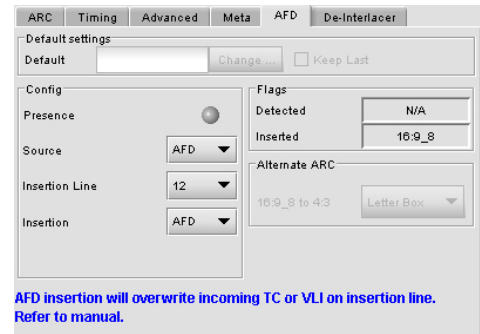 ARC Timing Advanced Meta AFD De-Interlacer
Default settings
Default Change ... Keep Last
Config
Presence
Source AFD
Insertion Line 12
Insertion AFD
Flags
Detected N/A
Inserted 16:9_8
Alternate ARC
16:9_8 to 4:3 Letter Box
AFD insertion will overwrite incoming TC or VLI on insertion line.
Refer to manual.